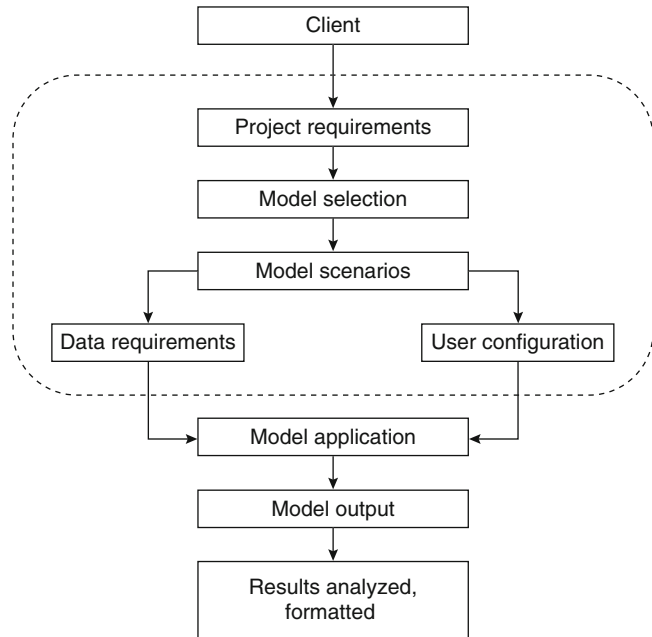 Client
Project requirements
Model selection
Model scenarios
Data requirements
User configuration
Model application
Model output
Results analyzed,
formatted